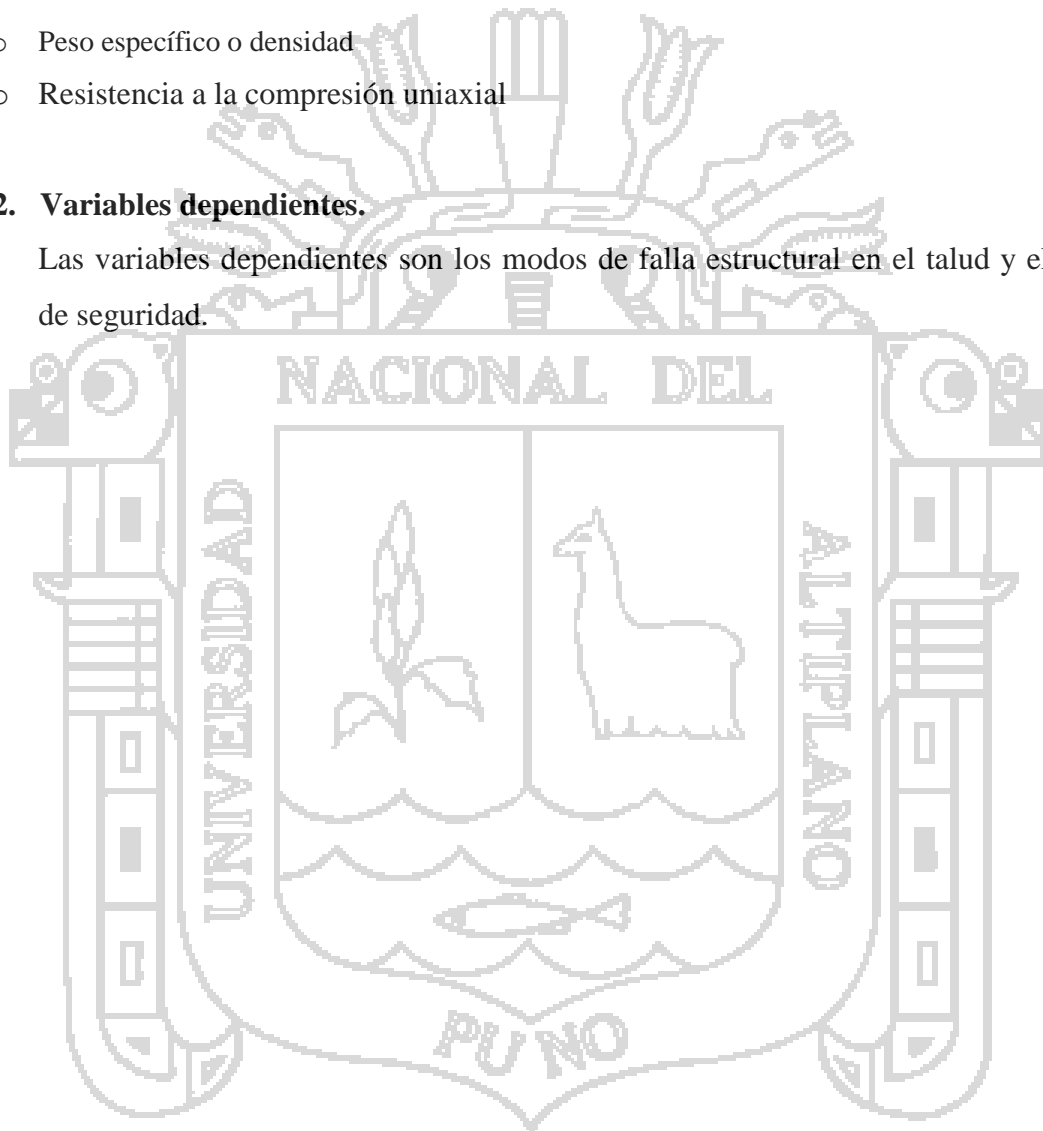 o Peso específico o densidad
o Resistencia a la compresión uniaxial
2. Variables dependientes.
Las variables dependientes son los modos de falla estructural en el talud y el
de seguridad.
NACIONAL DEL
UNIVERSIDAD
ALTIPLANO
PUNO